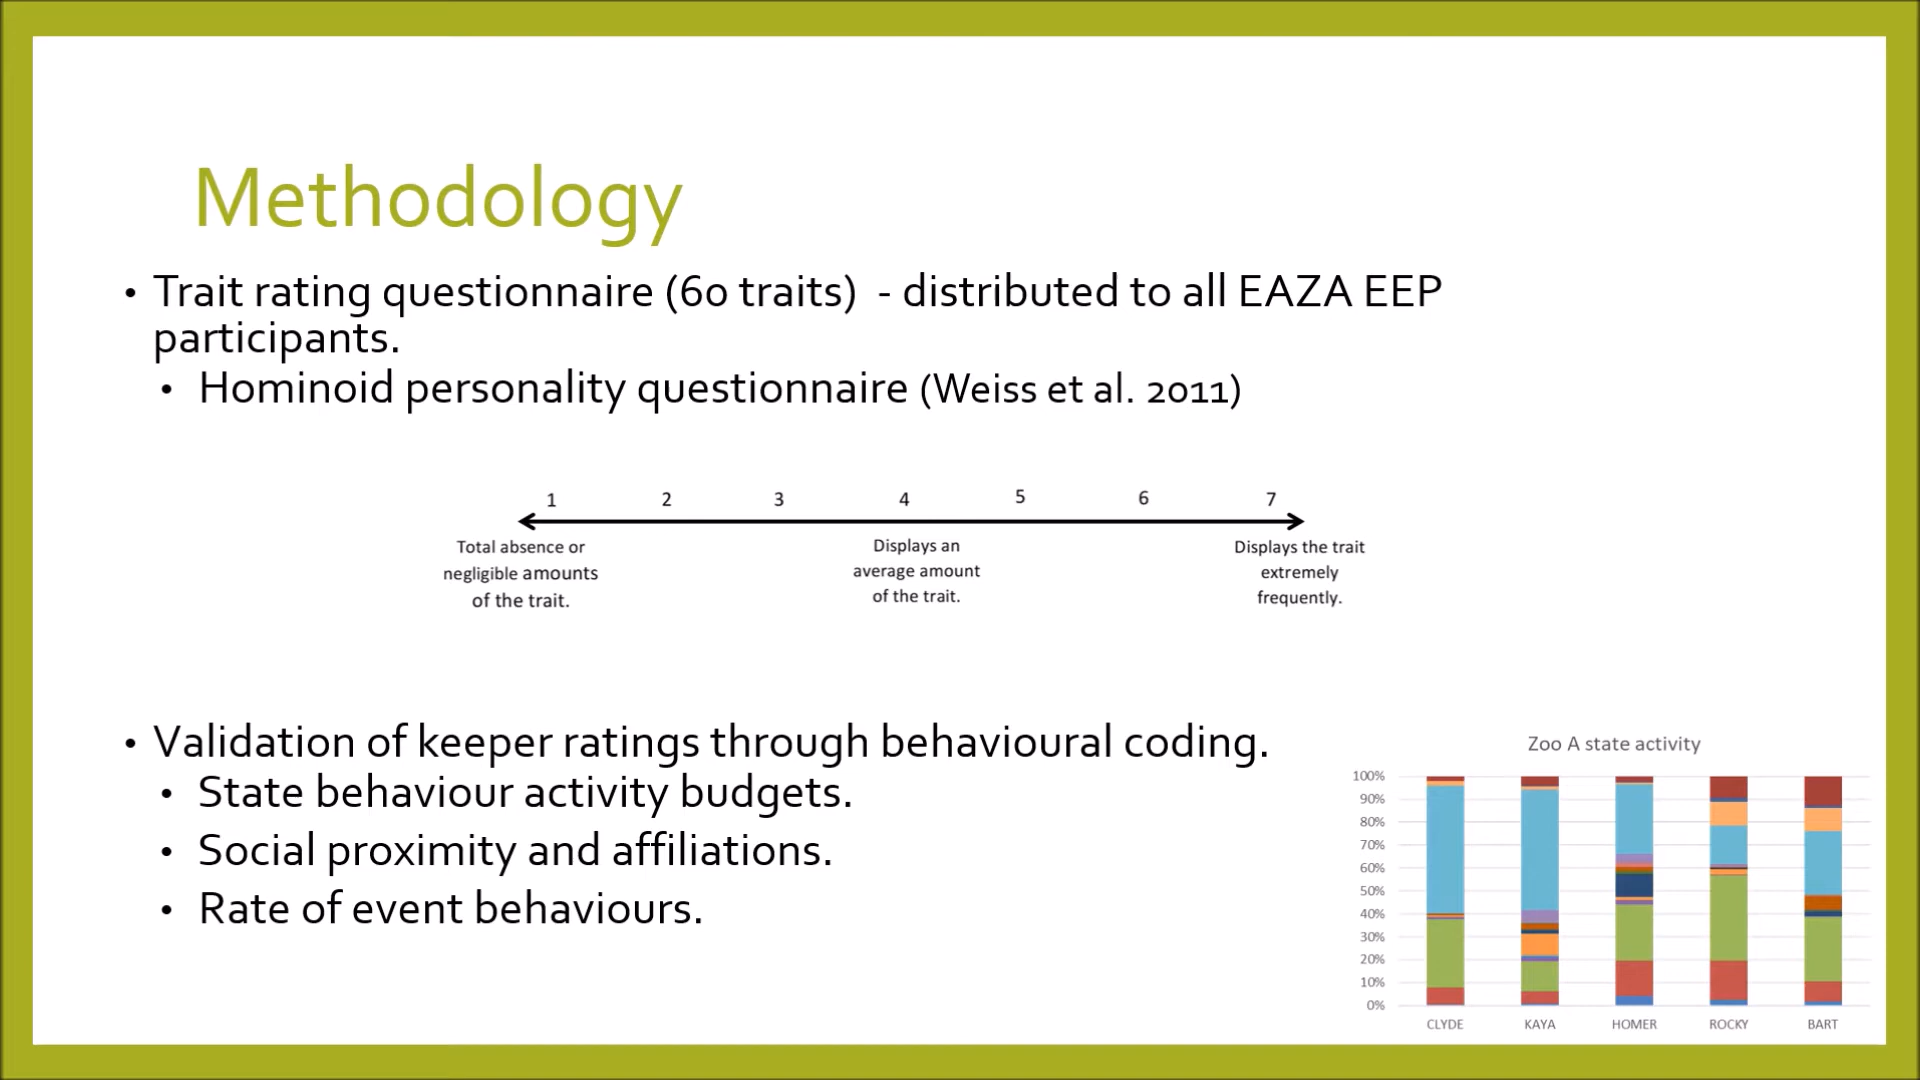 Methodology
• Trait rating questionnaire (60 traits)  - distributed to all EAZA EEP
participants.
• Hominoid personality questionnaire (Weiss et al. 2011)
1 2 3 4 5 6 7
Total absence or
negligible amounts
of the trait.
Displays an
average amount
of the trait.
Displays the trait
extremely
frequently.
• Validation of keeper ratings through behavioural coding.
• State behaviour activity budgets.
• Social proximity and affiliations.
• Rate of event behaviours.
Zoo A state activity
100%
90%
80%
70%
60%
50%
40%
30%
20%
10%
0%
CLYDE KAYA HOMER ROCKY BART